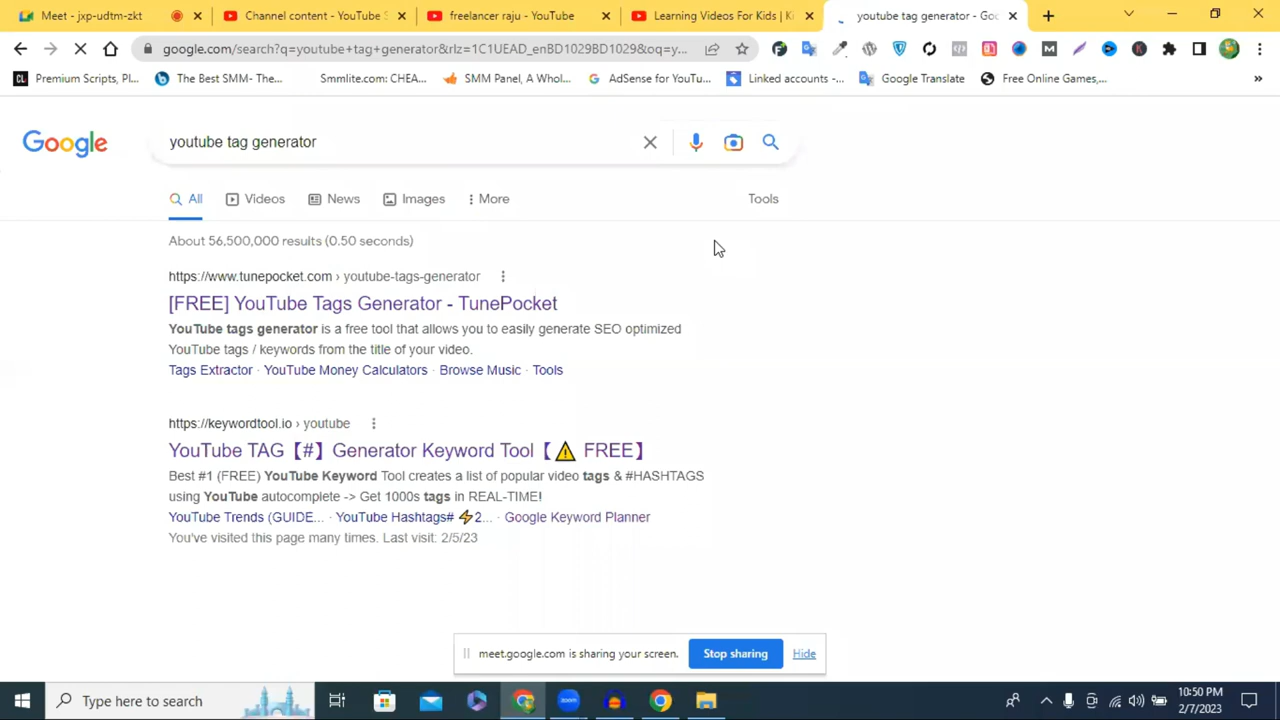 Meet - jxp-udtm-zkt
Channel content - YouTube S
freelancer raju - YouTube
Learning Videos For Kids | K
youtube tag generator - Goo
google.com/search?q=youtube+tag+generator&rlz=1C1UEAD_enBD1029BD1029&oq=y...
Premium Scripts, Pl...
The Best SMM- The...
Smmlite.com: CHEA...
SMM Panel, A Whol...
AdSense for YouTu...
Linked accounts -...
Google Translate
Free Online Games,...
Google
youtube tag generator
All
Videos
News
Images
More
Tools
About 56,500,000 results (0.50 seconds)
https://www.tunepocket.com › youtube-tags-generator
[FREE] YouTube Tags Generator - TunePocket
YouTube tags generator is a free tool that allows you to easily generate SEO optimized
YouTube tags / keywords from the title of your video.
Tags Extractor · YouTube Money Calculators · Browse Music · Tools
https://keywordtool.io › youtube
YouTube TAG【#】Generator Keyword Tool【⚠️ FREE】
Best #1 (FREE) YouTube Keyword Tool creates a list of popular video tags & #HASHTAGS
using YouTube autocomplete -> Get 1000s tags in REAL-TIME!
YouTube Trends (GUIDE... · YouTube Hashtags# ⚡2... · Google Keyword Planner
You've visited this page many times. Last visit: 2/5/23
meet.google.com is sharing your screen.
Stop sharing
Hide
Type here to search
zoom
10:50 PM
2/7/2023